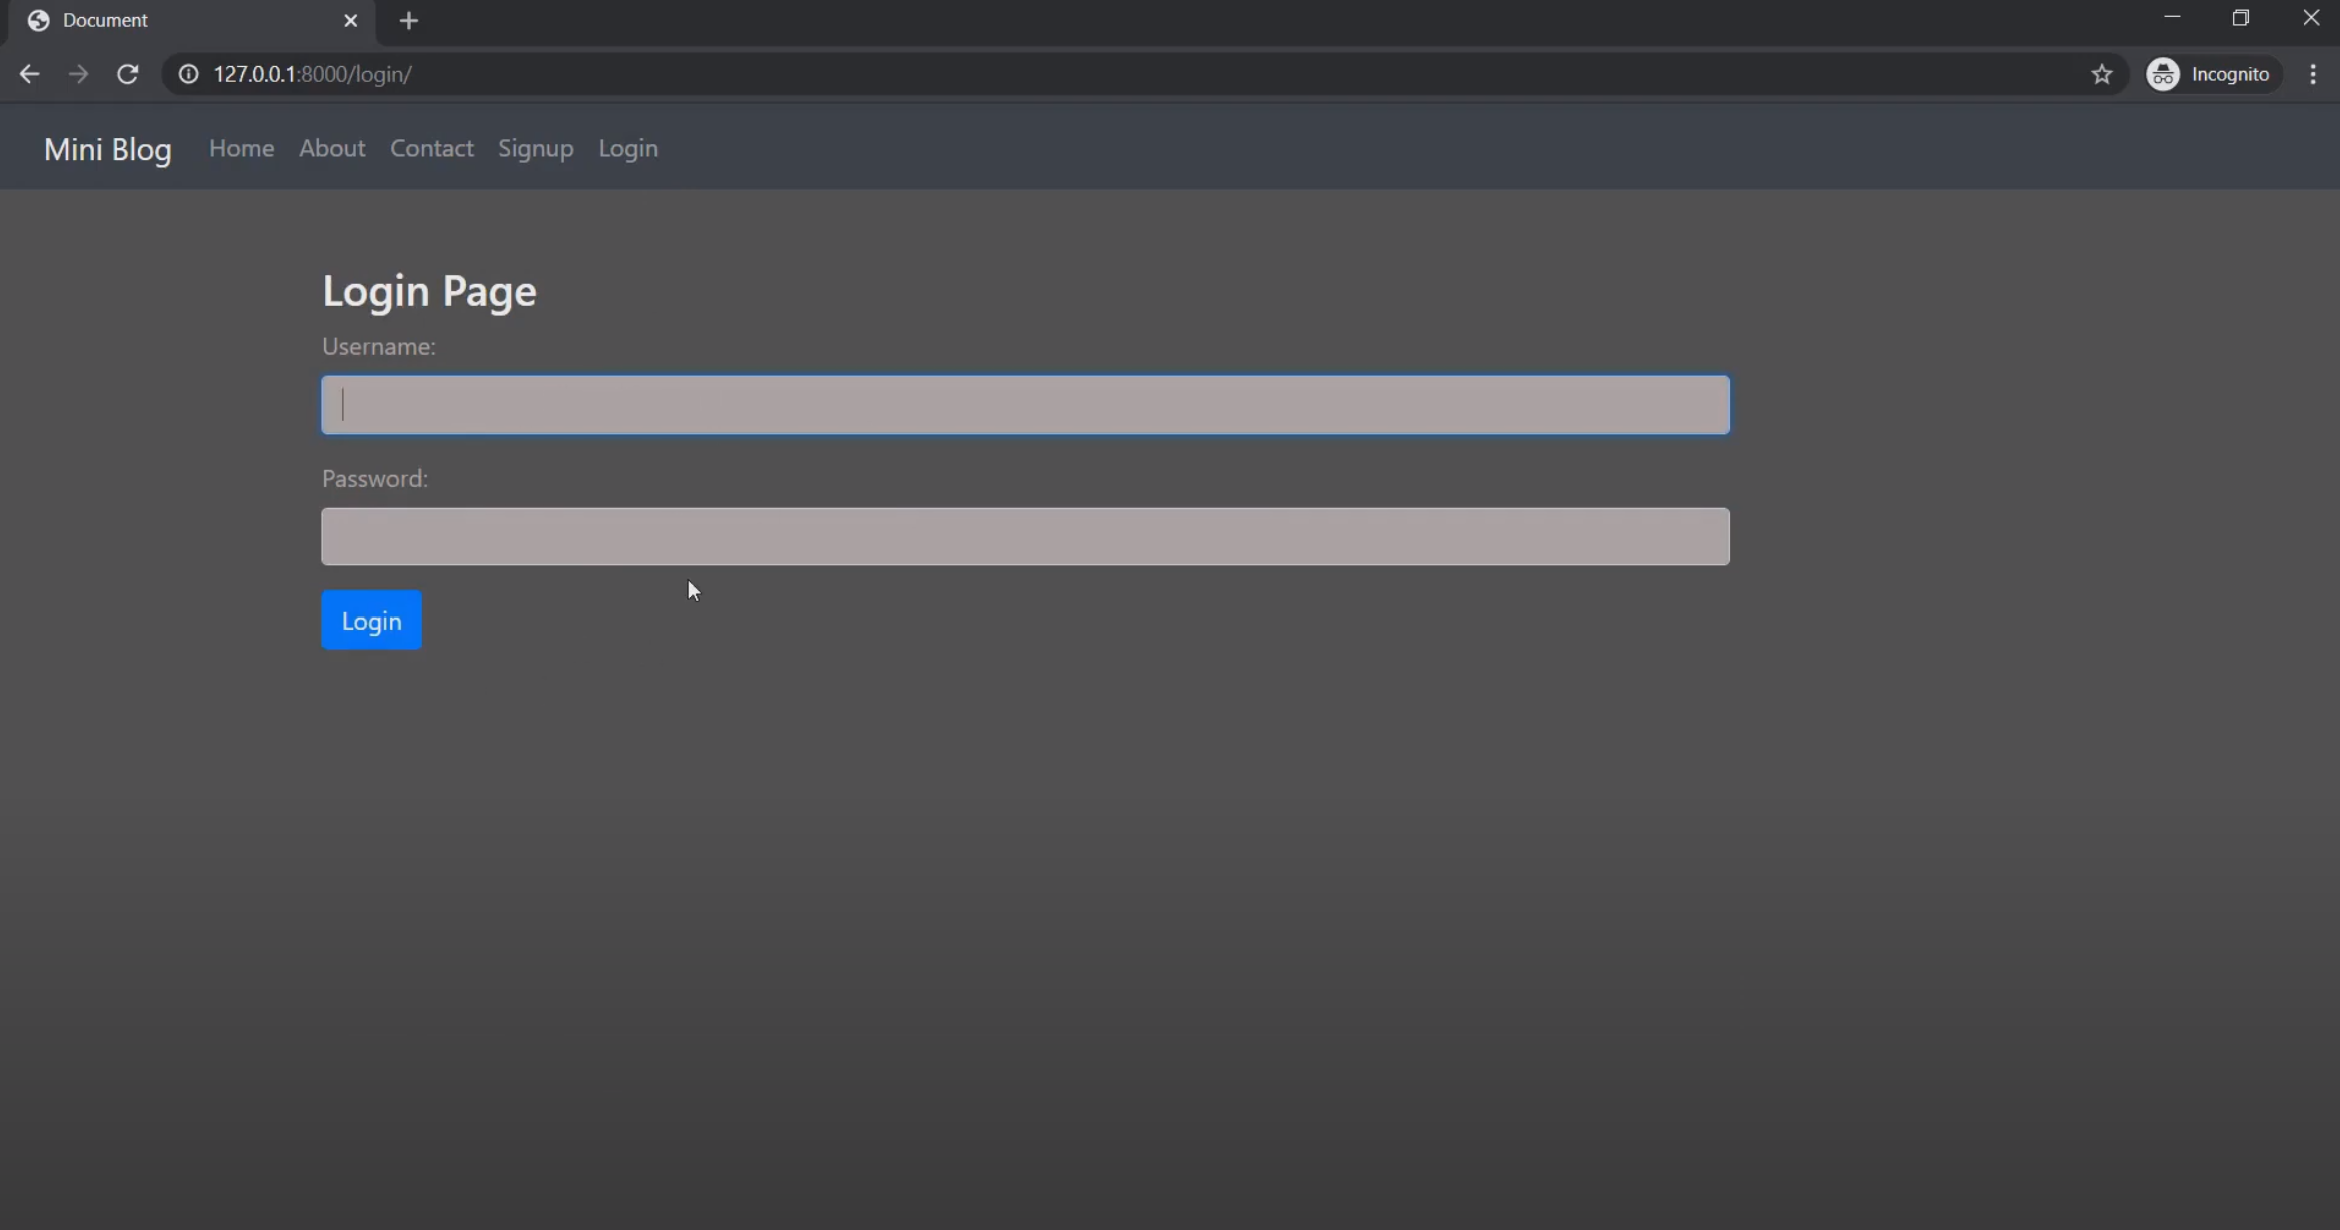 Document
127.0.0.1:8000/login/
Incognito
Mini Blog Home About Contact Signup Login
Login Page
Username:
Password:
Login